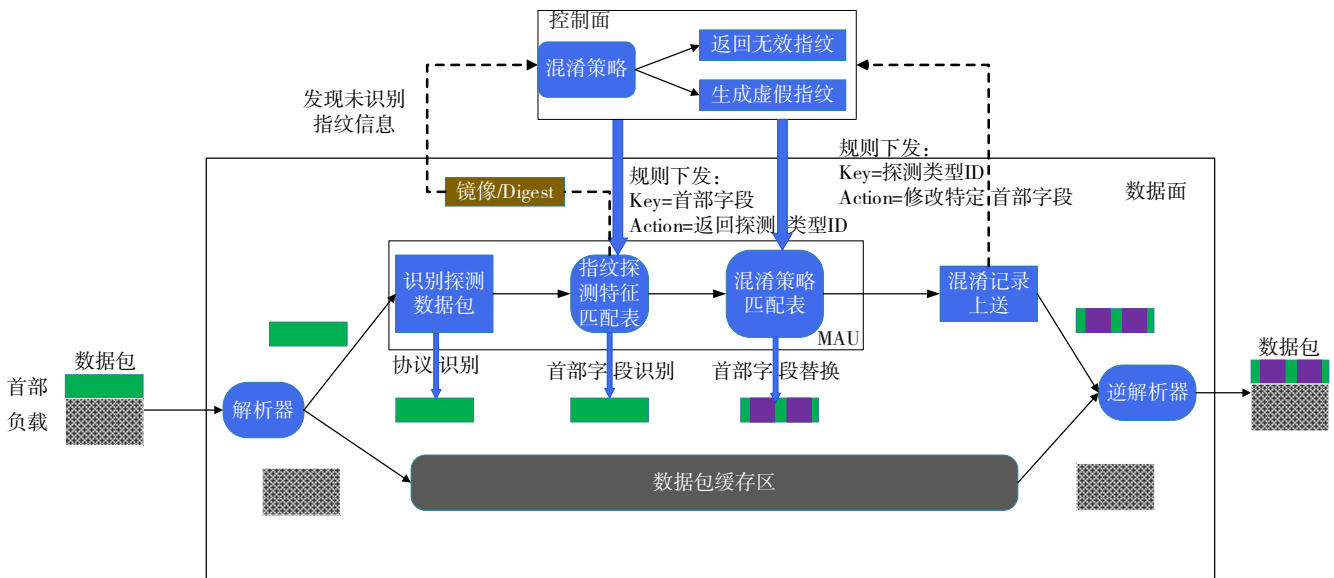 控制面
混淆策略
返回无效指纹
生成虚假指纹
发现未识别
指纹信息
镜像/Digest
规则下发：
Key=首部字段
Action=返回探测 类型ID
规则下发：
Key=探测类型ID
Action=修改特定 首部字段
数据面
识别探测
数据包
指纹探
测特征
匹配表
混淆策略
匹配表
MAU
混淆记录
上送
协议 识别
首部字 段识别
首部字 段替换
数据包
首部
负载
解析器
逆解析器
数据包
数据包缓存区